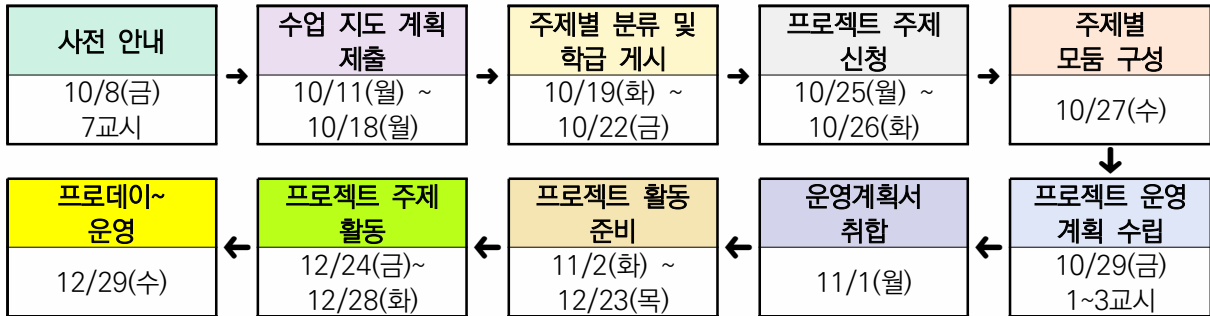 사전 안내
10/8(금)
7교시
➜
수업 지도 계획
제출
10/11(월) ~
10/18(월)
➜
주제별 분류 및
학급 게시
10/19(화) ~
10/22(금)
➜
프로젝트 주제
신청
10/25(월) ~
10/26(화)
➜
주제별
모둠 구성
10/27(수)
프로젝트 운영
계획 수립
10/29(금)
1~3교시
운영계획서
취합
11/1(월)
프로젝트 활동
준비
11/2(화) ~
12/23(목)
프로젝트 주제
활동
12/24(금)~
12/28(화)
프로데이~
운영
12/29(수)